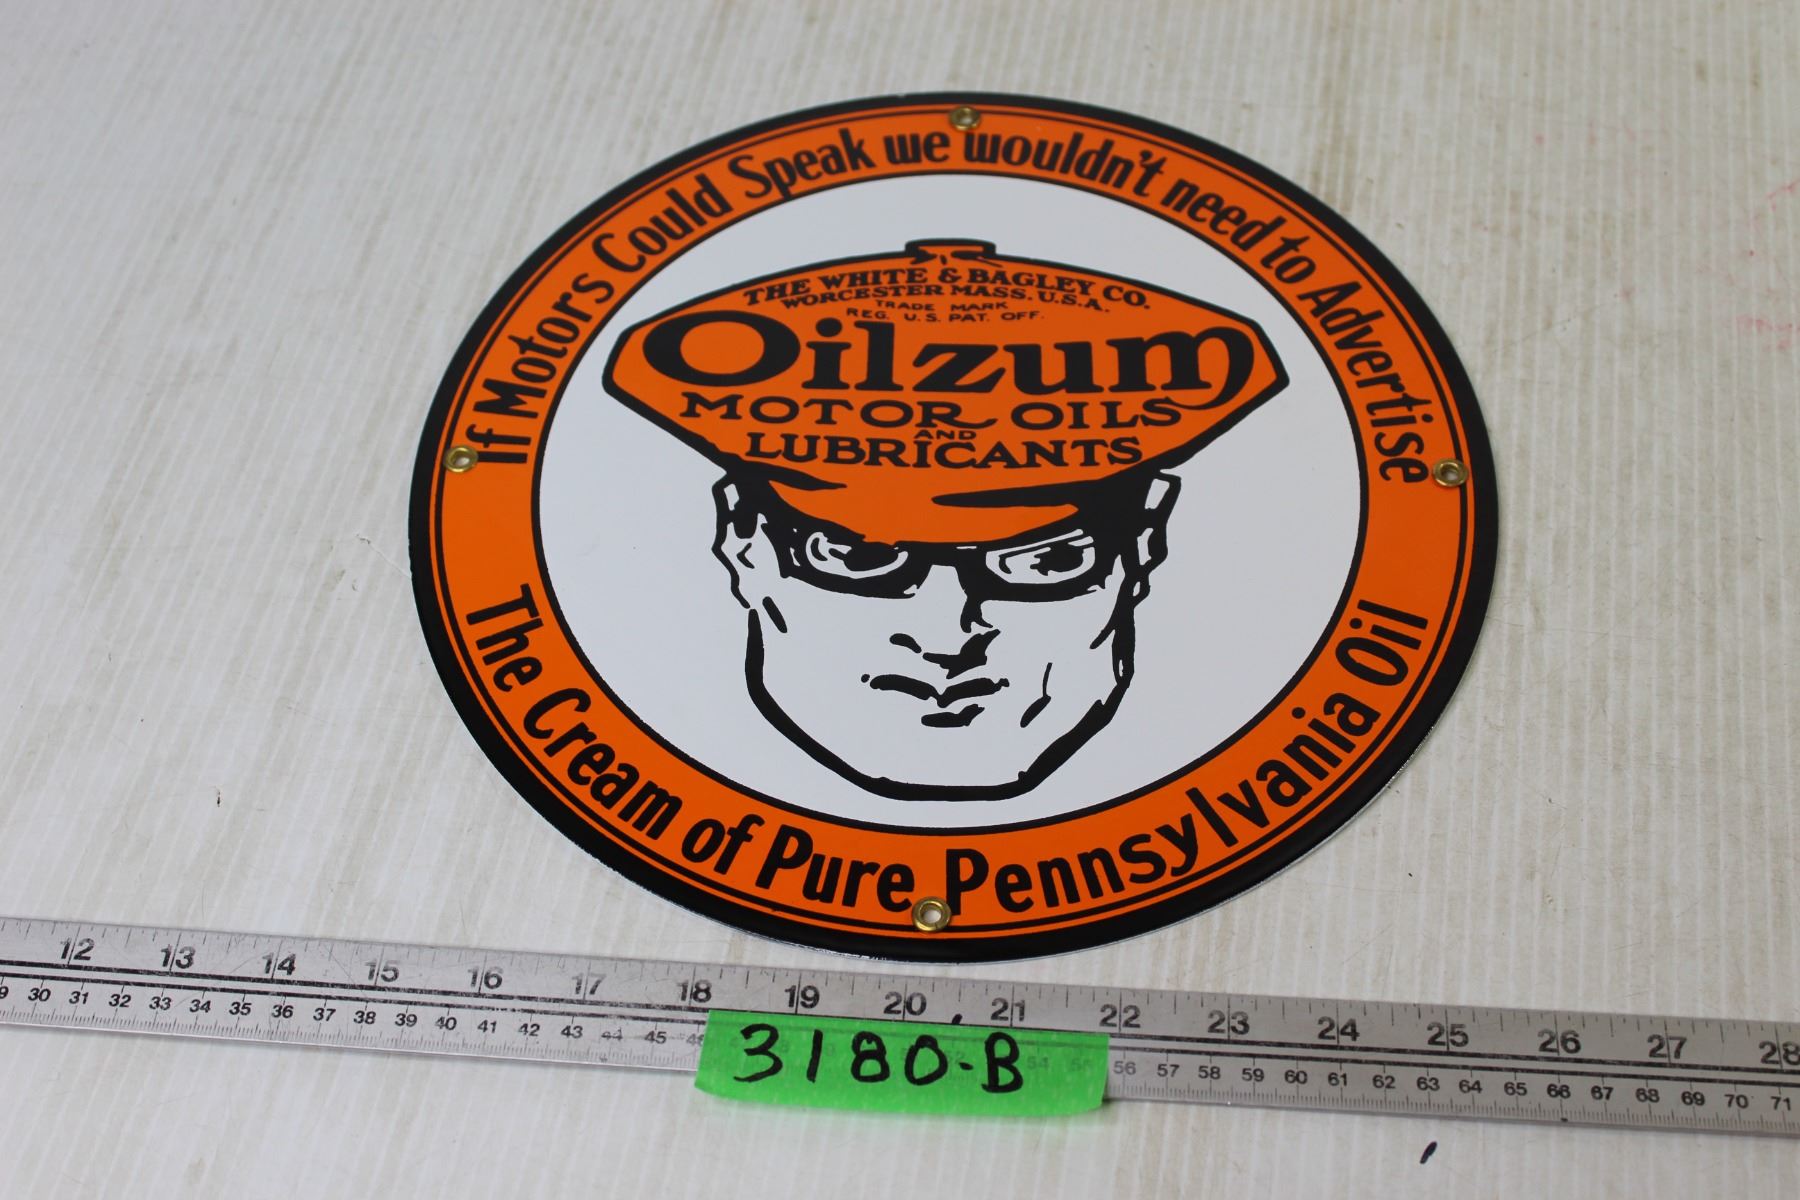 If Motors Could Speak we wouldn't need to Advertise
THE WHITE & BAGLEY CO.
WORCESTER MASS. U.S.A.
TRADE MARK
REG. U.S. PAT. OFF.
Oilzum
MOTOR OILS
AND
LUBRICANTS
The Cream of Pure Pennsylvania Oil
12 13 14 15 16 17 18 19 20 21 22 23 24 25 26 27 28
9 30 31 32 33 34 35 36 37 38 39 40 41 42 43 44 45 54 56 57 58 59 60 61 62 63 64 65 66 67 68 69 70 71
3180-B